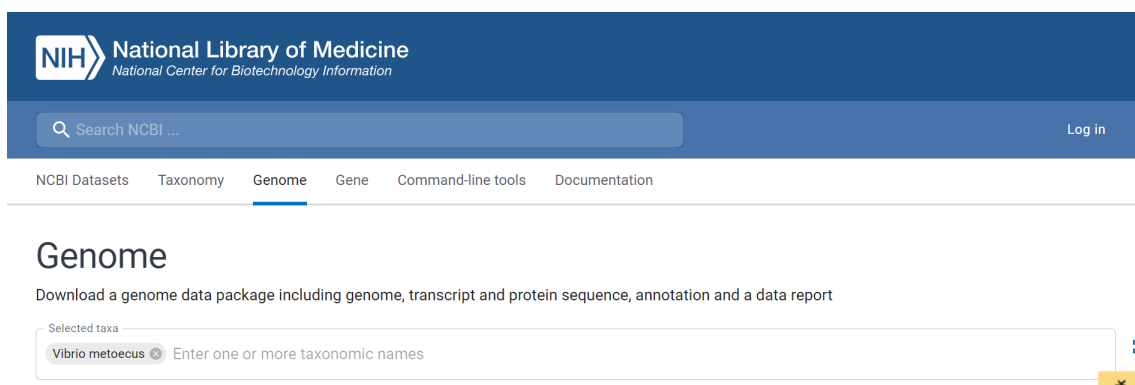 NIH National Library of Medicine
National Center for Biotechnology Information
Search NCBI ...
Log in
NCBI Datasets Taxonomy Genome Gene Command-line tools Documentation
Genome
Download a genome data package including genome, transcript and protein sequence, annotation and a data report
Selected taxa
Vibrio metoecus Enter one or more taxonomic names